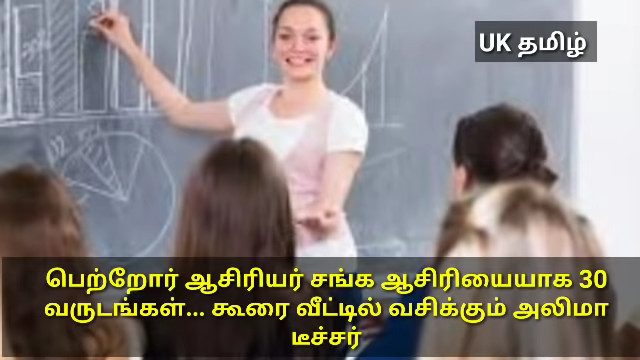 UK தமிழ்
பெற்றோர் ஆசிரியர் சங்க ஆசிரியையாக 30
வருடங்கள்... கூரை வீட்டில் வசிக்கும் அலிமா
டீச்சர்